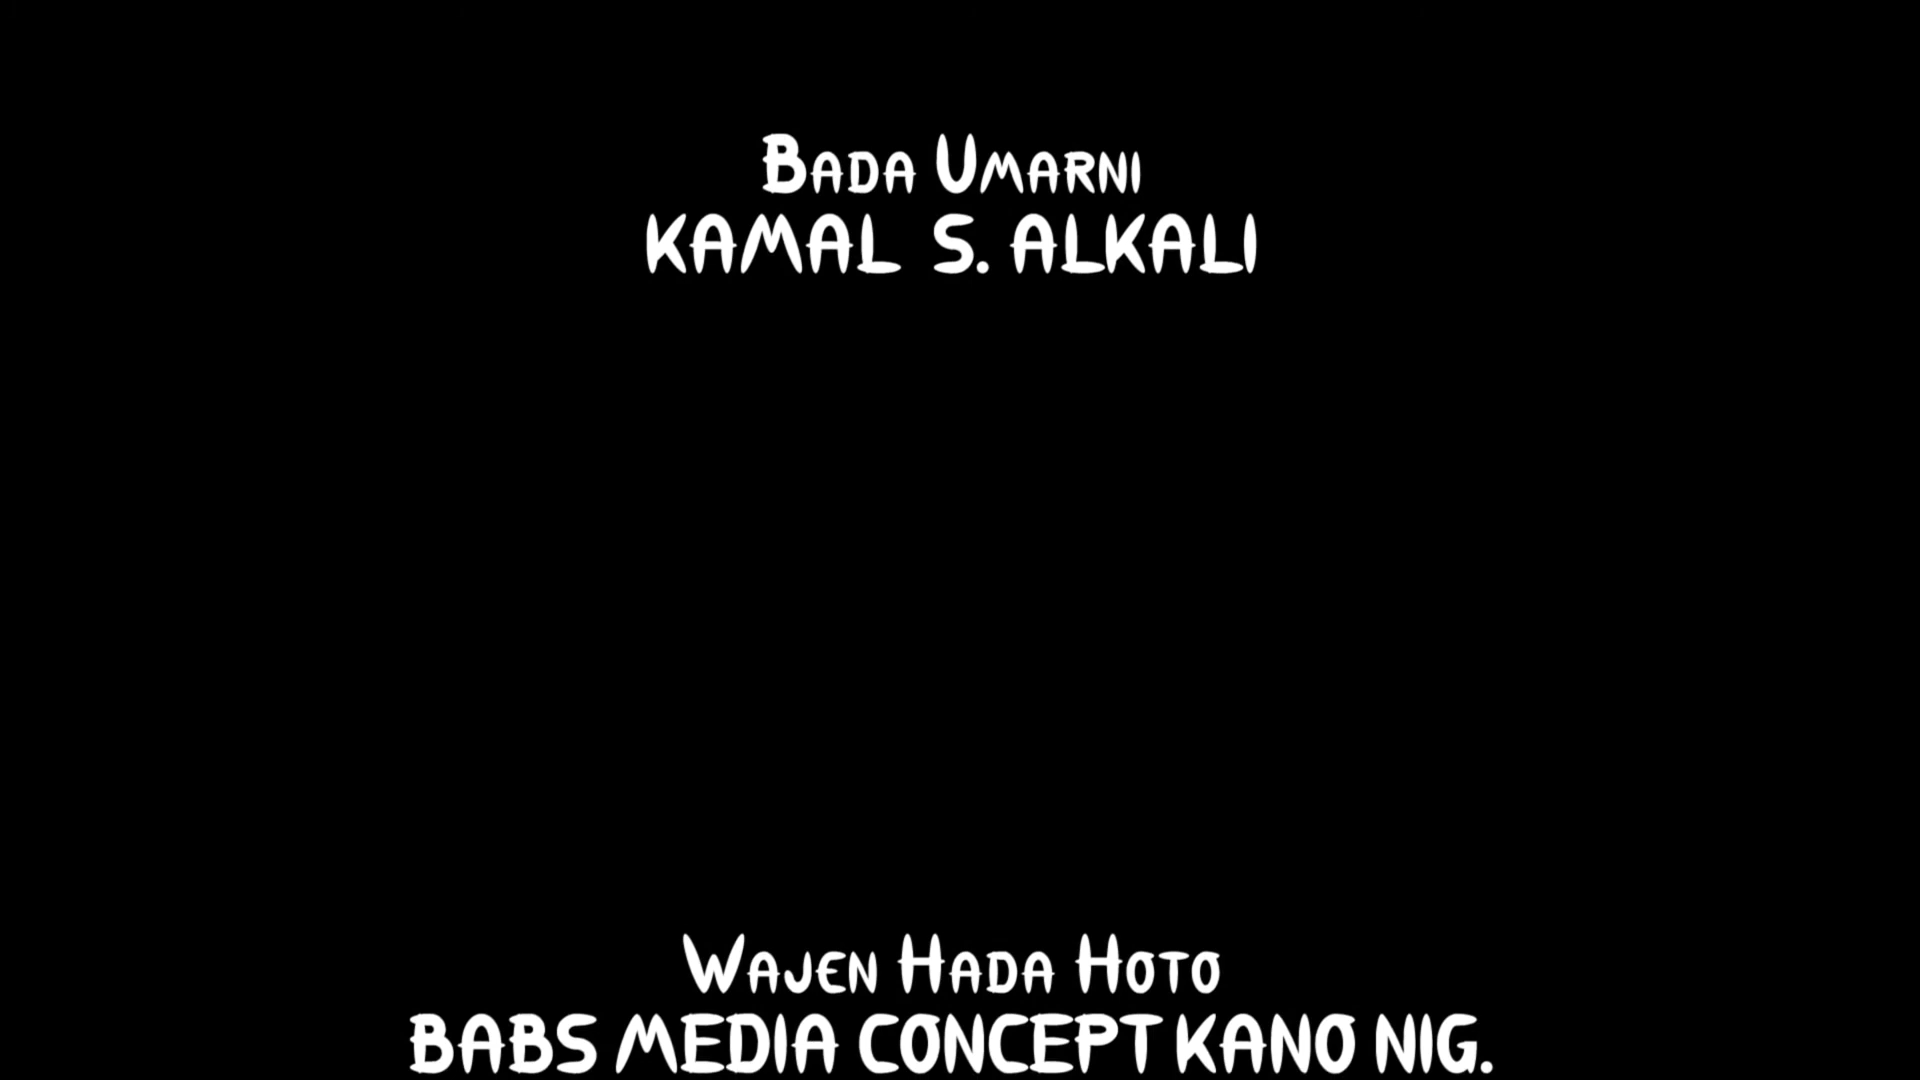 Bada Umarni
KAMAL S. ALKALI
Wajen Hada Hoto
BABS MEDIA CONCEPT KANO NIG.